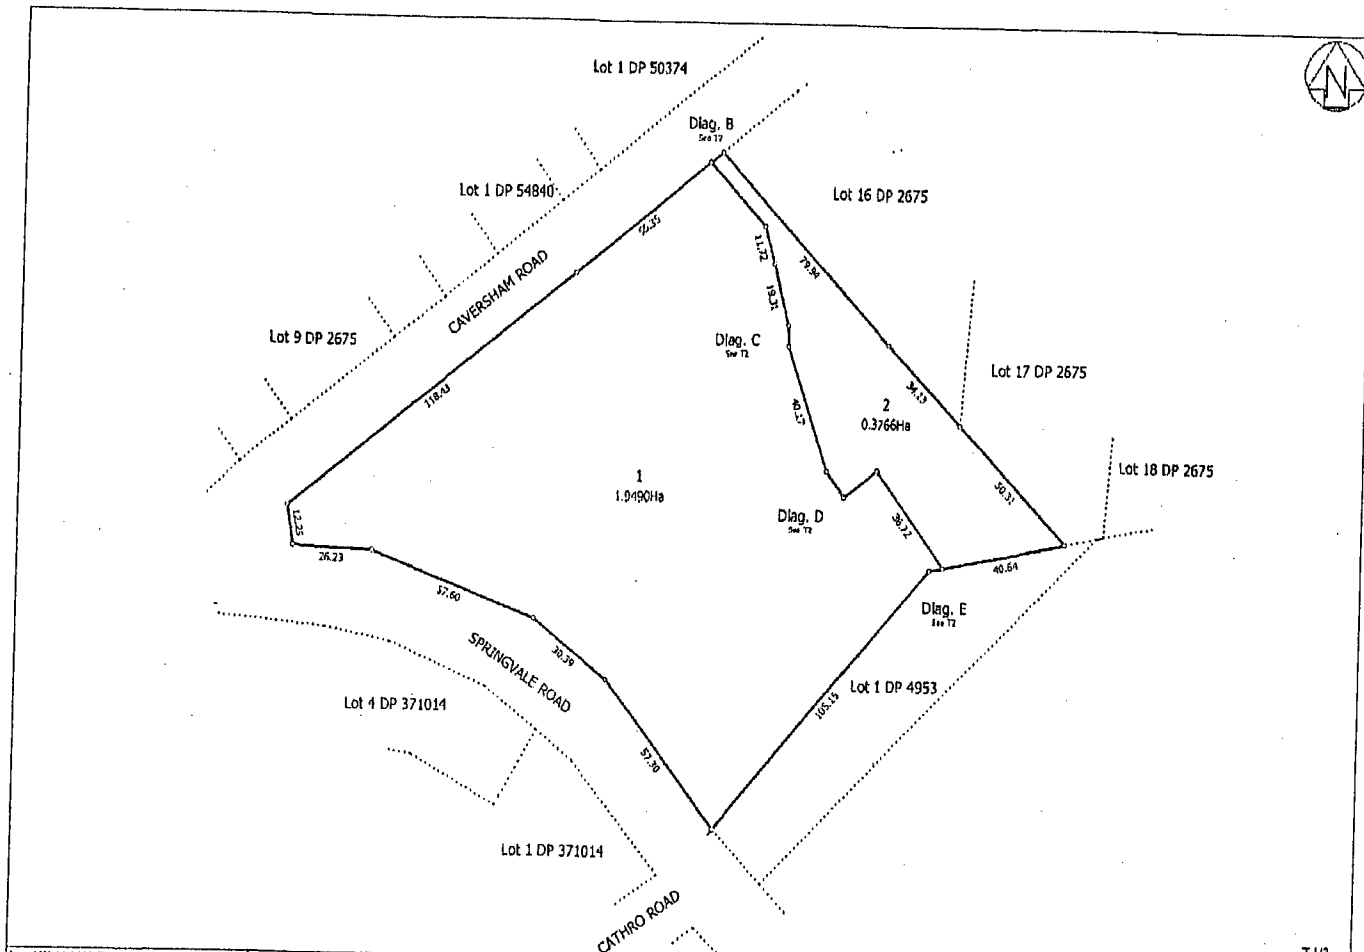 Lot 1 DP 50374
N
Diag. B
See T2
Lot 1 DP 54840
Lot 16 DP 2675
11.72
79.94
CAVERSHAM ROAD
19.31
Lot 9 DP 2675
Diag. C
See T2
34.13
Lot 17 DP 2675
118.43
40.27
2
0.3766Ha
Lot 18 DP 2675
1
1.9490Ha
50.31
12.25
Diag. D
See T2
36.72
26.23
40.64
57.60
Diag. E
See T2
30.39
SPRINGVALE ROAD
Lot 1 DP 4953
Lot 4 DP 371014
105.15
57.30
Lot 1 DP 371014
CATHRO ROAD